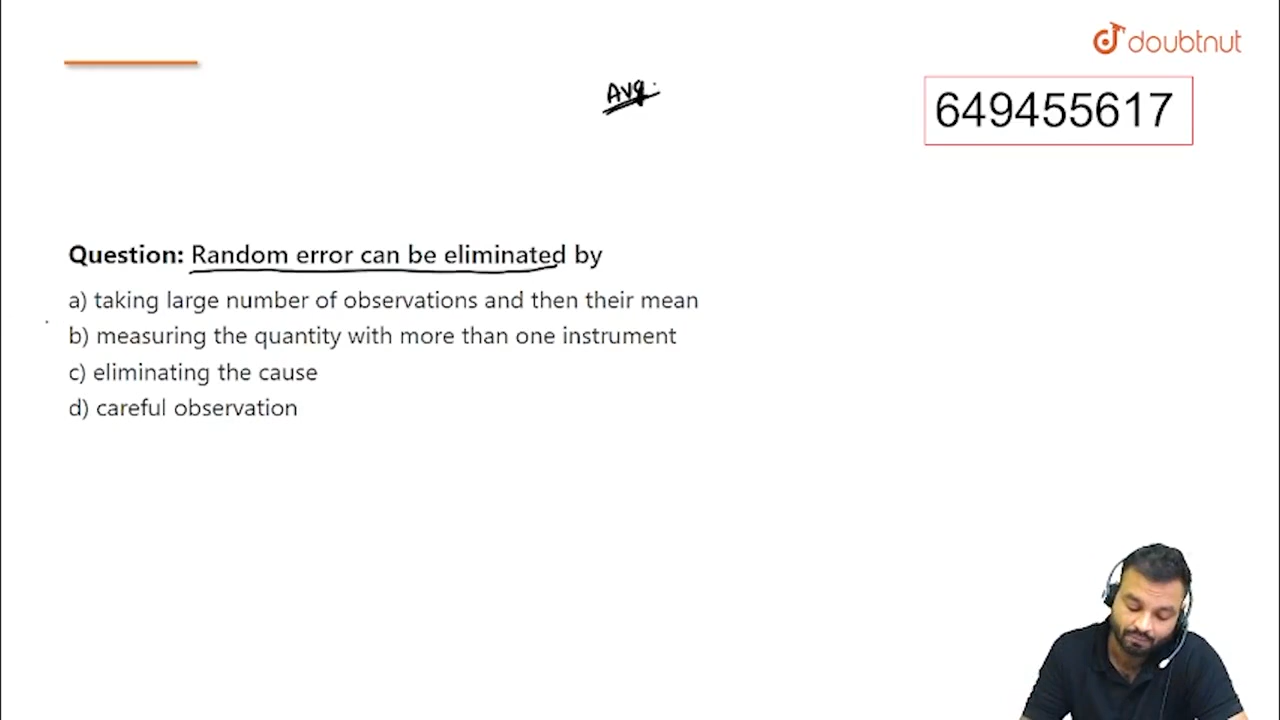 doubtnut
Avg.
649455617
Question: Random error can be eliminated by
a) taking large number of observations and then their mean
b) measuring the quantity with more than one instrument
c) eliminating the cause
d) careful observation